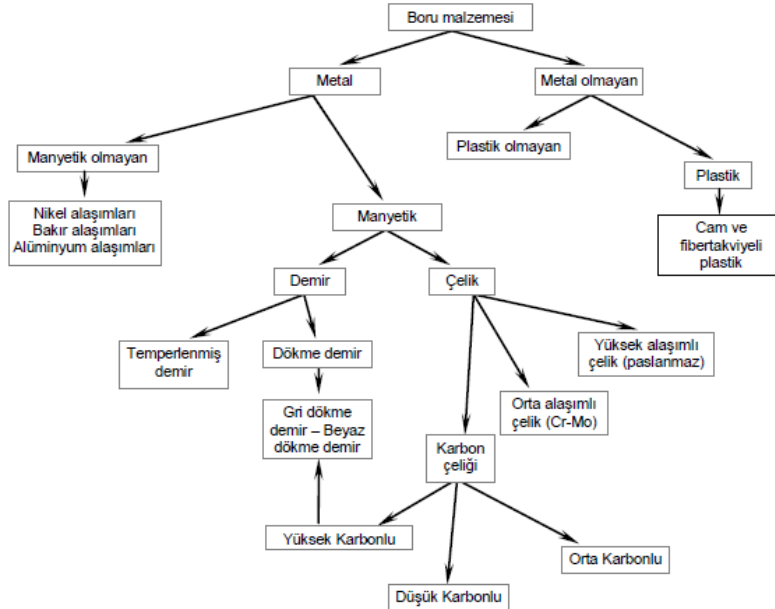 Boru malzemesi
Metal
Metal olmayan
Manyetik olmayan
Plastik olmayan
Plastik
Nikel alaşımları
Bakır alaşımları
Alüminyum alaşımları
Manyetik
Cam ve
fibertakviyeli
plastik
Demir
Çelik
Temperlenmiş
demir
Dökme demir
Yüksek alaşımlı
çelik (paslanmaz)
Gri dökme
demir – Beyaz
dökme demir
Orta alaşımlı
çelik (Cr-Mo)
Karbon
çeliği
Yüksek Karbonlu
Orta Karbonlu
Düşük Karbonlu